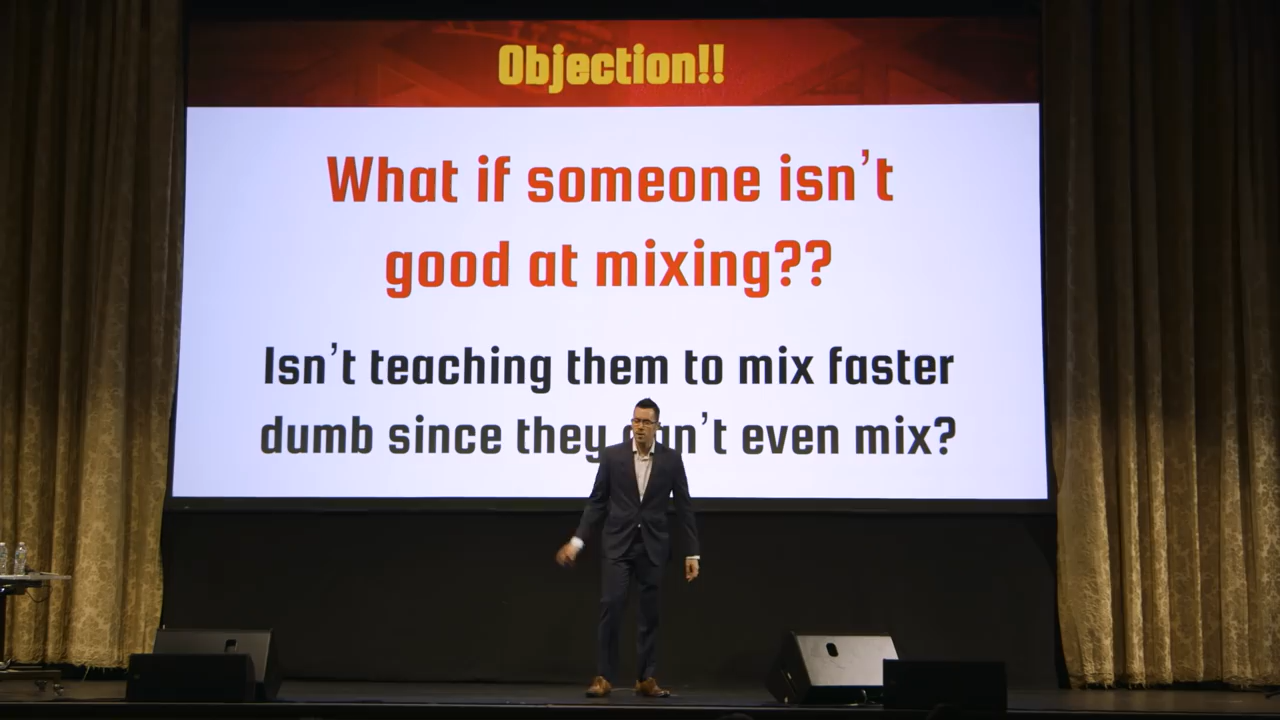 Objection!!
What if someone isn't
good at mixing??
Isn't teaching them to mix faster
dumb since they can't even mix?